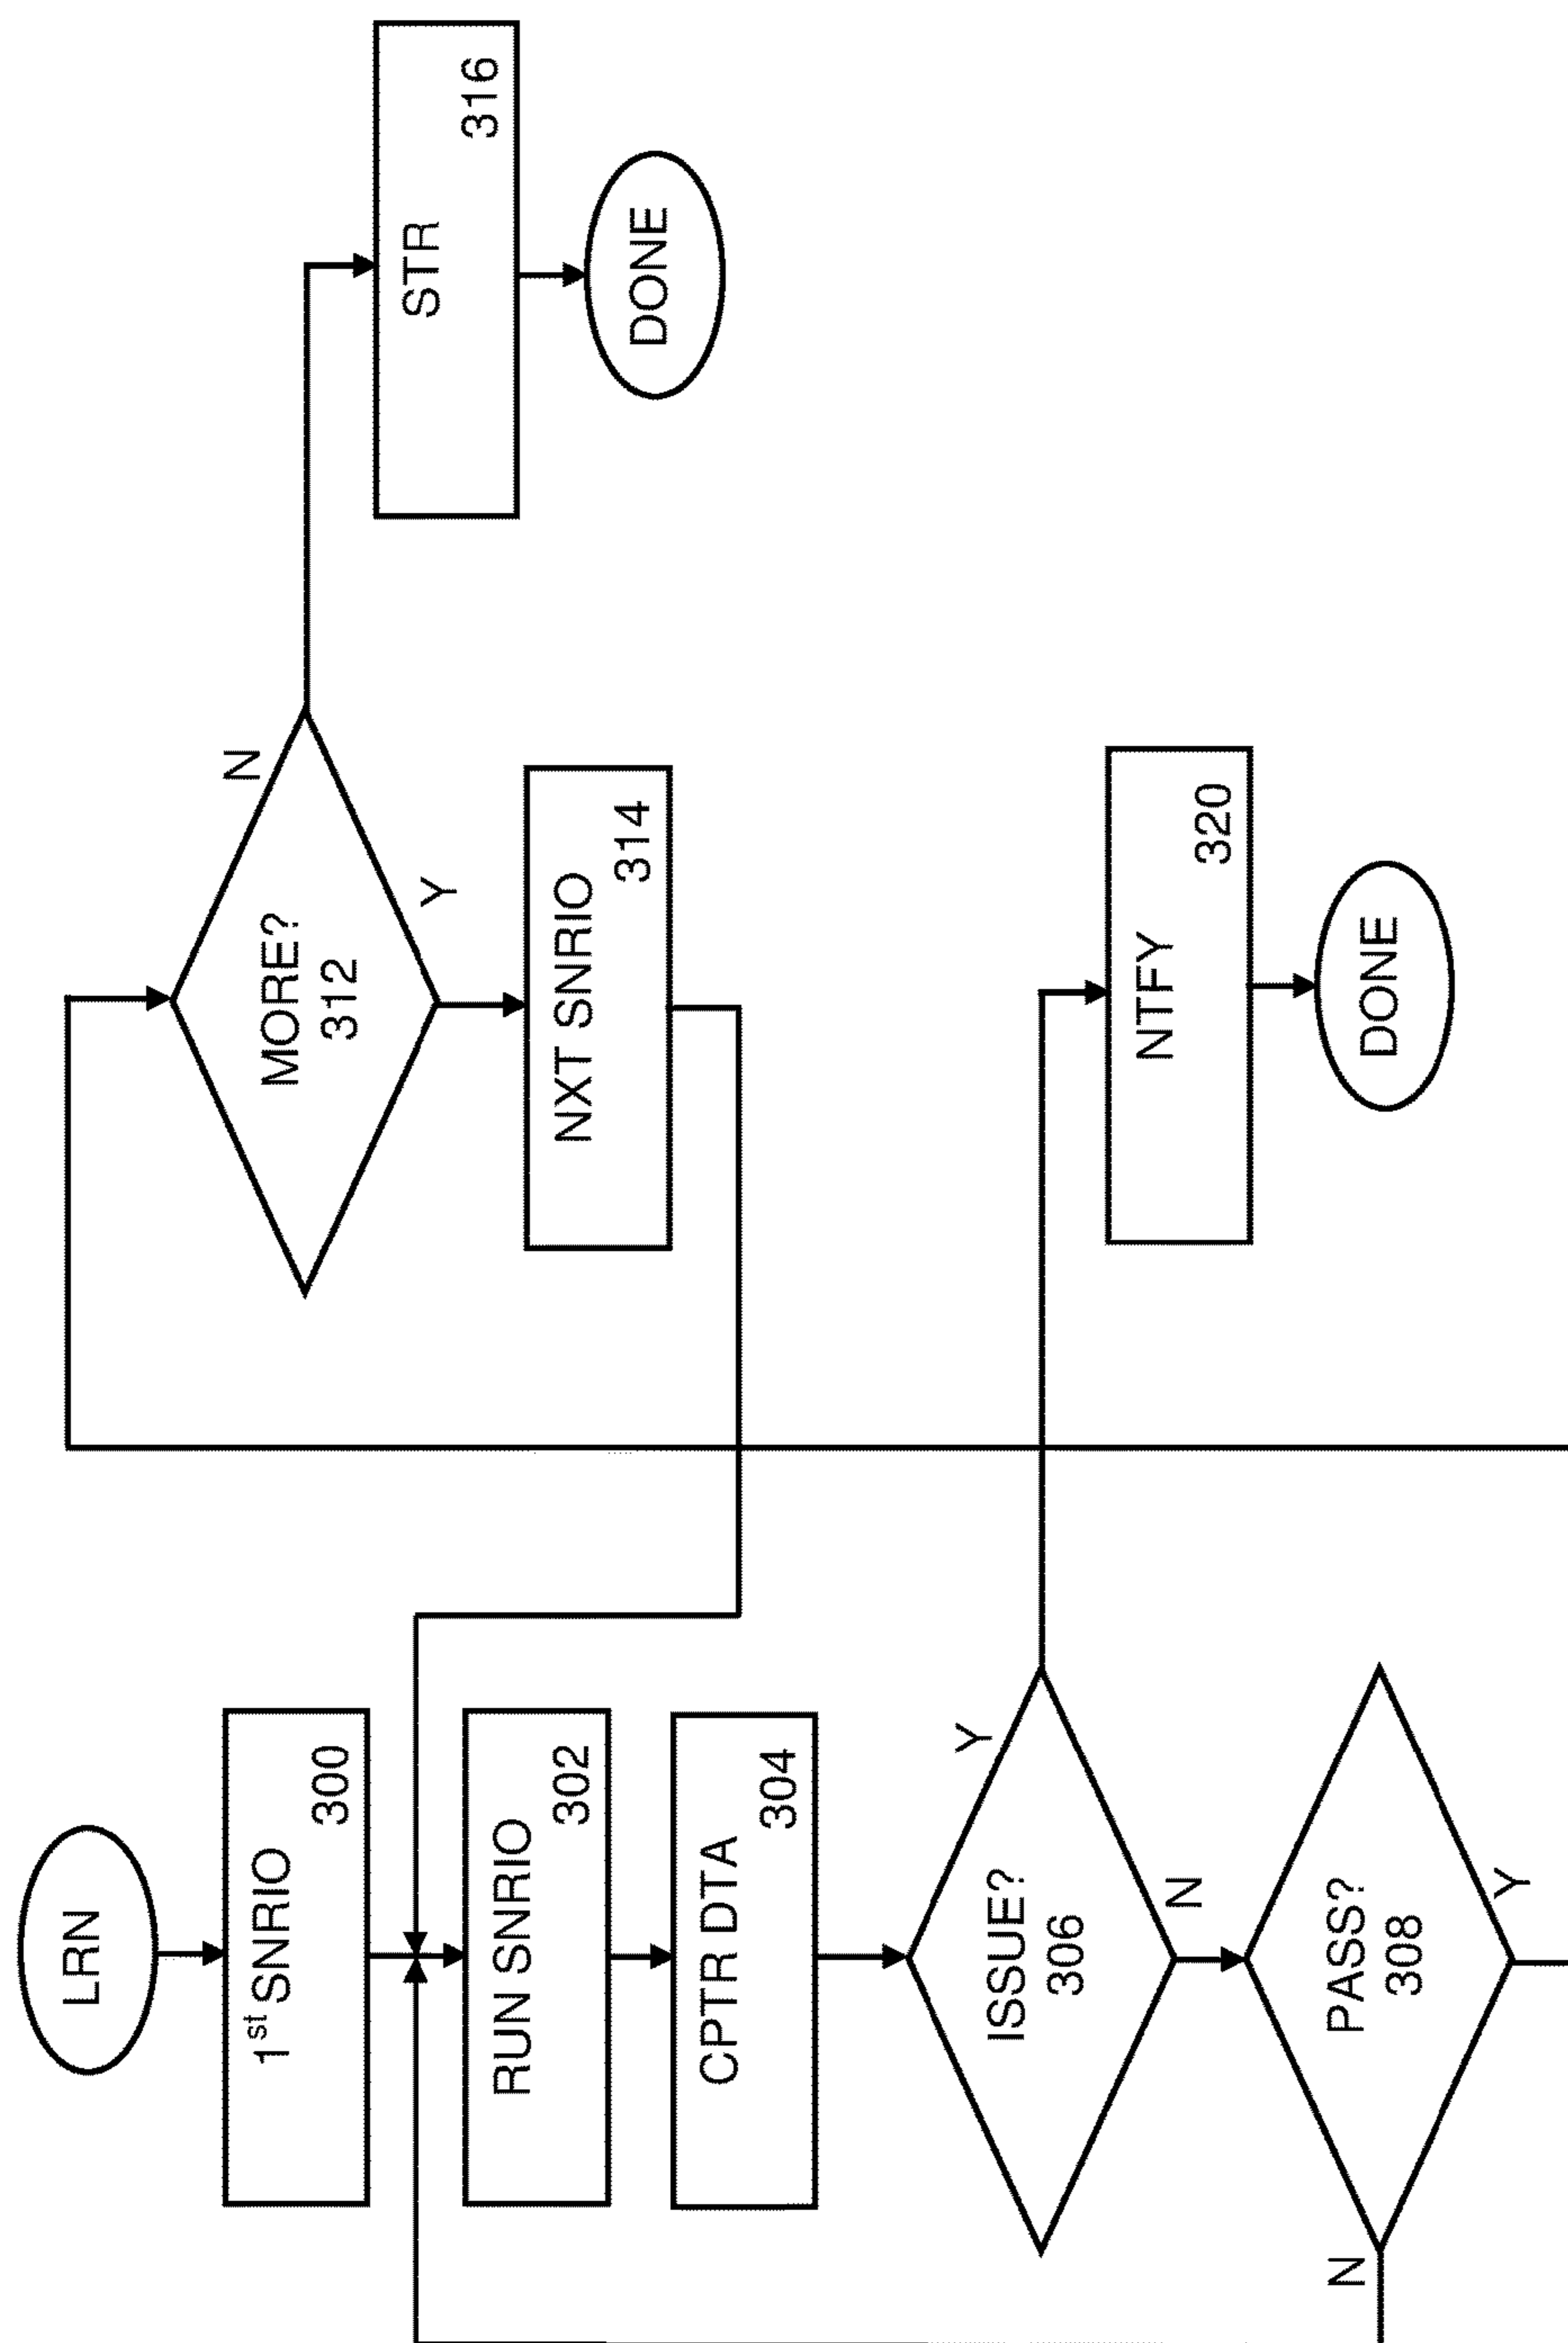 LRN
1st SNRIO
300
RUN SNRIO
302
CPTR DTA
304
ISSUE?
306
Y
N
PASS?
308
N
Y
MORE?
312
N
Y
NXT SNRIO
314
STR
316
DONE
NTFY
320
DONE